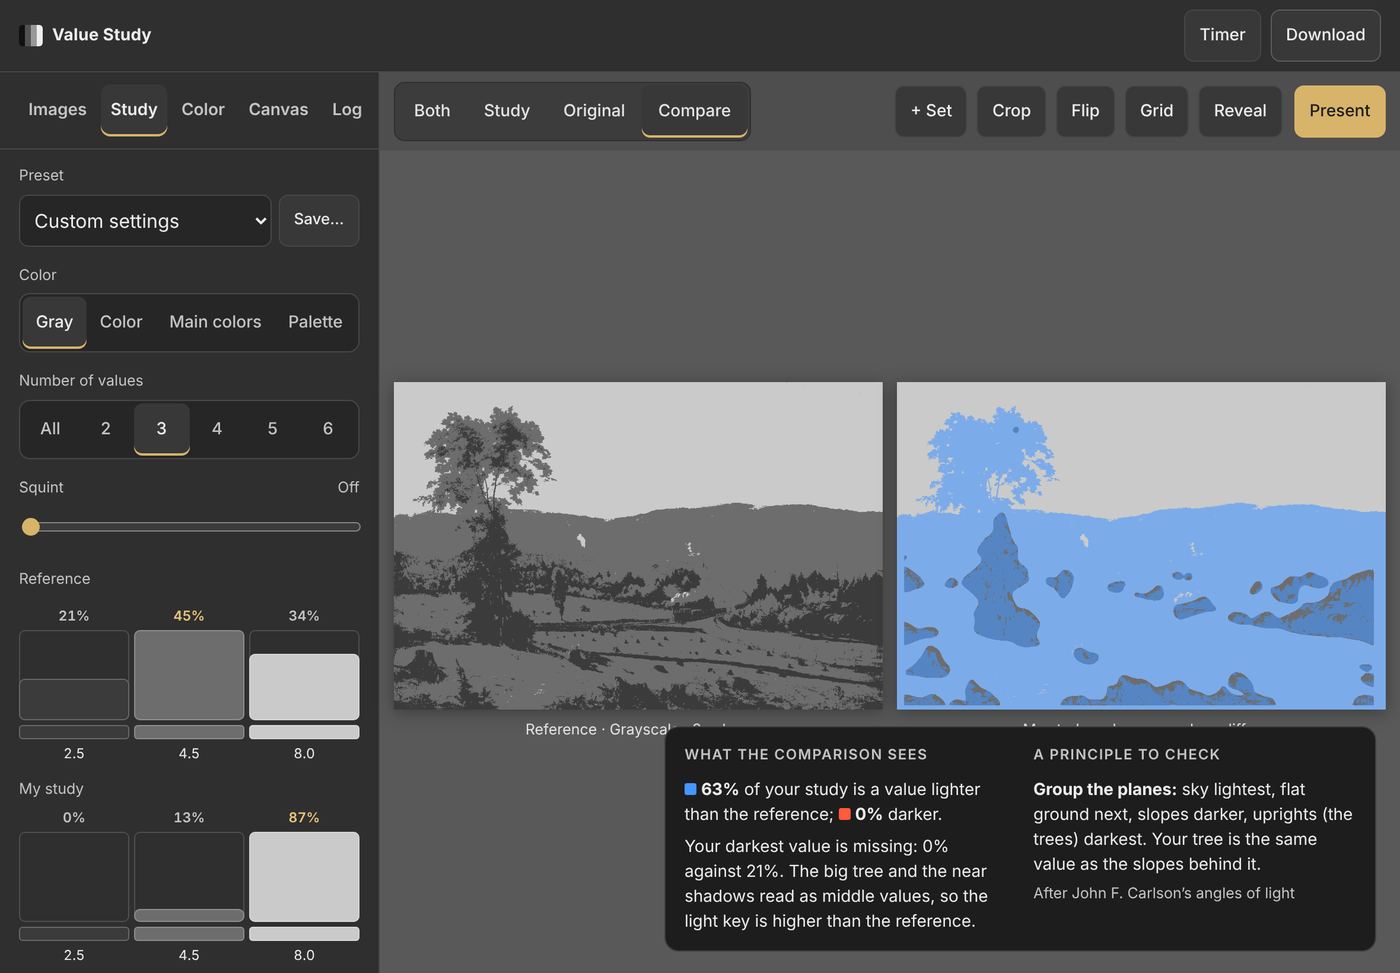 Value Study
Timer
Download
Images
Study
Color
Canvas
Log
Both
Study
Original
Compare
+ Set
Crop
Flip
Grid
Reveal
Present
Preset
Custom settings
Save...
Color
Gray
Color
Main colors
Palette
Number of values
All
2
3
4
5
6
Squint
Off
Reference
21%
45%
34%
2.5
4.5
8.0
My study
0%
13%
87%
2.5
4.5
8.0
Reference · Grayscale
WHAT THE COMPARISON SEES
63% of your study is a value lighter
than the reference; 0% darker.
Your darkest value is missing: 0%
against 21%. The big tree and the near
shadows read as middle values, so the
light key is higher than the reference.
A PRINCIPLE TO CHECK
Group the planes: sky lightest, flat
ground next, slopes darker, uprights (the
trees) darkest. Your tree is the same
value as the slopes behind it.
After John F. Carlson’s angles of light